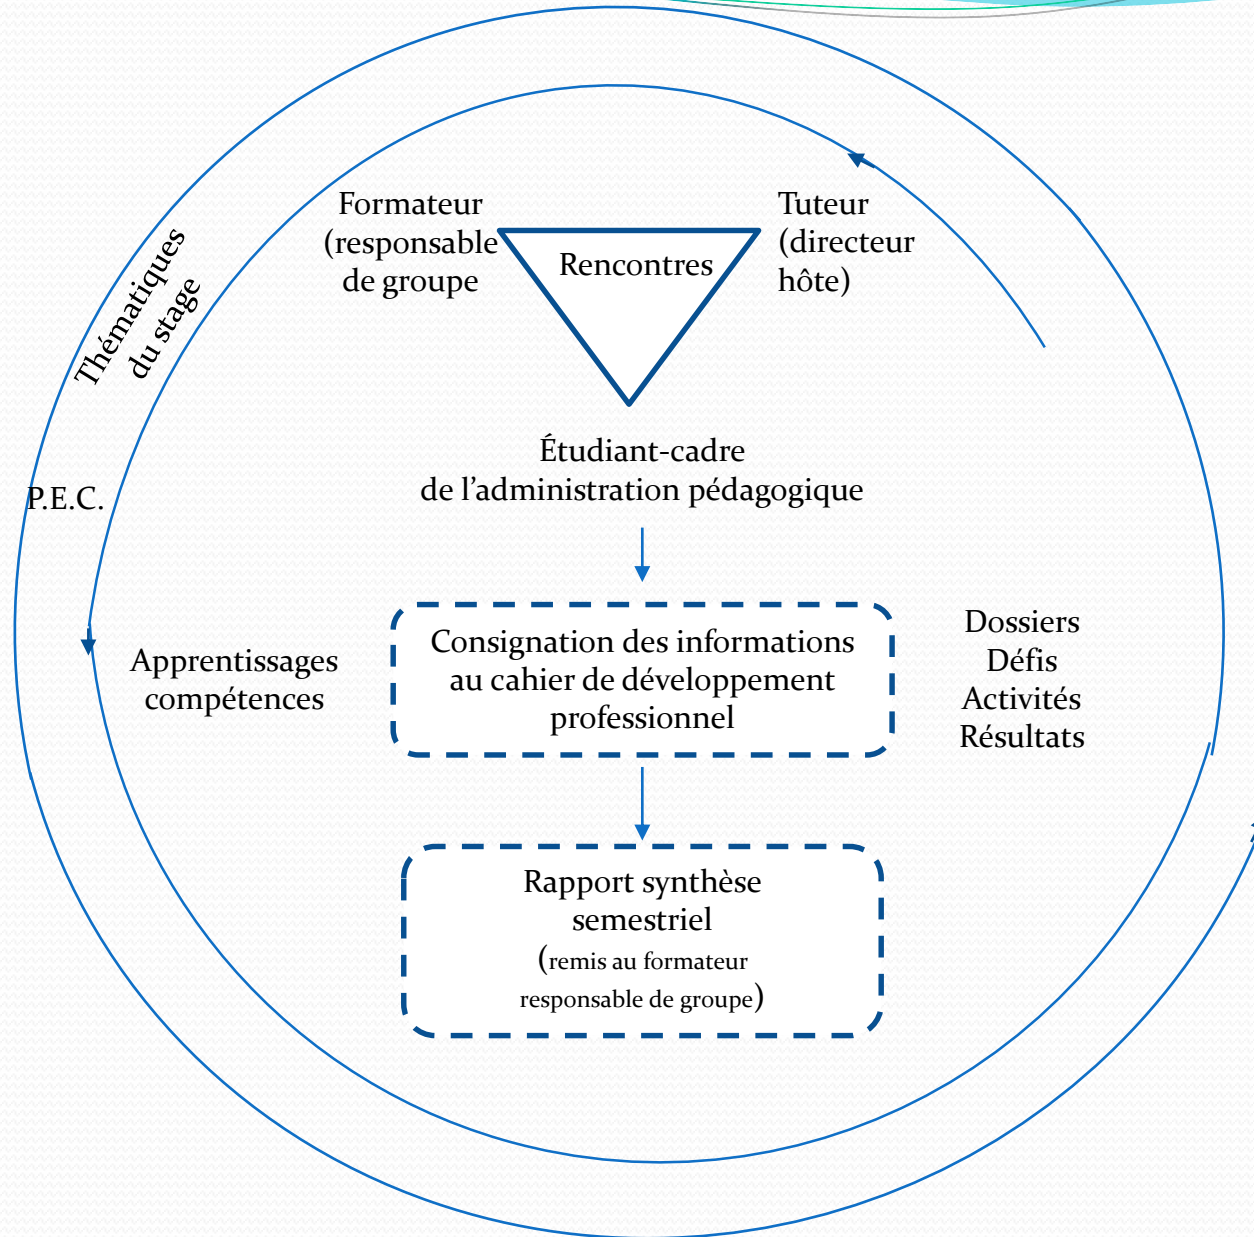 Formateur
(responsable
de groupe
Rencontres
Tuteur
(directeur
hôte)
Thématiques
du stage
P.E.C.
Étudiant-cadre
de l'administration pédagogique
Apprentissages
compétences
Consignation des informations
au cahier de développement
professionnel
Dossiers
Défis
Activités
Résultats
Rapport synthèse
semestriel
(remis au formateur
responsable de groupe)